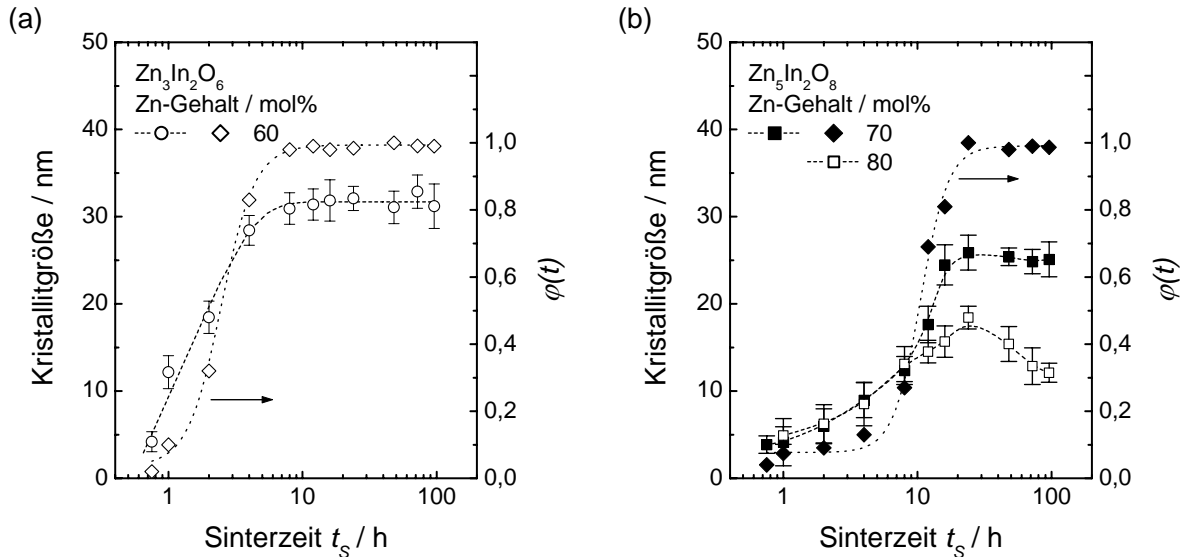 (a)
50
40
30
20
10
0
Kristallitgröße / nm
Zn3In2O6
Zn-Gehalt / mol%
60
1,0
0,8
0,6
0,4
0,2
0,0
φ(t)
1
10
100
Sinterzeit tS / h
(b)
50
40
30
20
10
0
Kristallitgröße / nm
Zn5In2O8
Zn-Gehalt / mol%
70
80
1,0
0,8
0,6
0,4
0,2
0,0
φ(t)
1
10
100
Sinterzeit tS / h